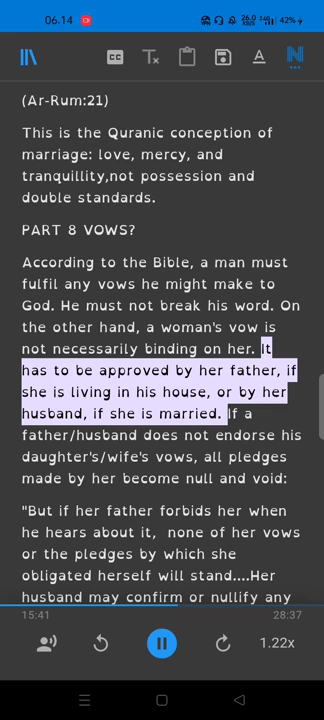 06.14
26.0
KB/S
42%
CC
(Ar-Rum:21)
This is the Quranic conception of
marriage: love, mercy, and
tranquillity,not possession and
double standards.
PART 8 VOWS?
According to the Bible, a man must
fulfil any vows he might make to
God. He must not break his word. On
the other hand, a woman's vow is
not necessarily binding on her. It
has to be approved by her father, if
she is living in his house, or by her
husband, if she is married. If a
father/husband does not endorse his
daughter's/wife's vows, all pledges
made by her become null and void:
"But if her father forbids her when
he hears about it, none of her vows
or the pledges by which she
obligated herself will stand....Her
husband may confirm or nullify any
15:41
28:37
1.22x